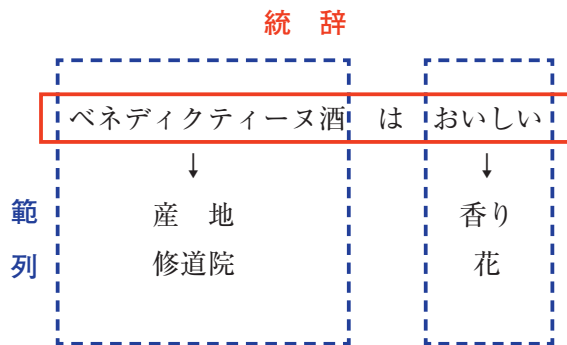 統辞
ベネディクティーヌ酒 は おいしい
↓ ↓
範列
産地 香り
修道院 花